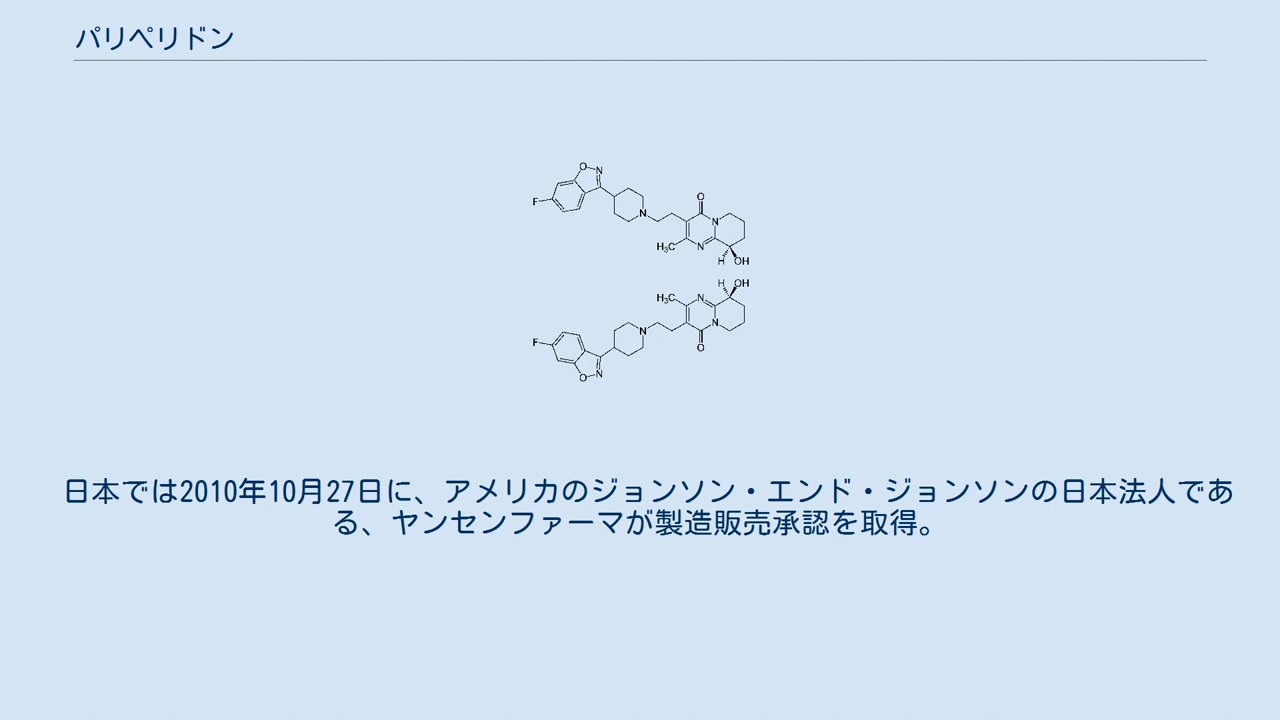 パリペリドン
O
N
F
N
O
N
H₃C
N
H
OH
H
OH
H₃C
N
N
F
N
O
O
N
日本では2010年10月27日に、アメリカのジョンソン・エンド・ジョンソンの日本法人であ
る、ヤンセンファーマが製造販売承認を取得。